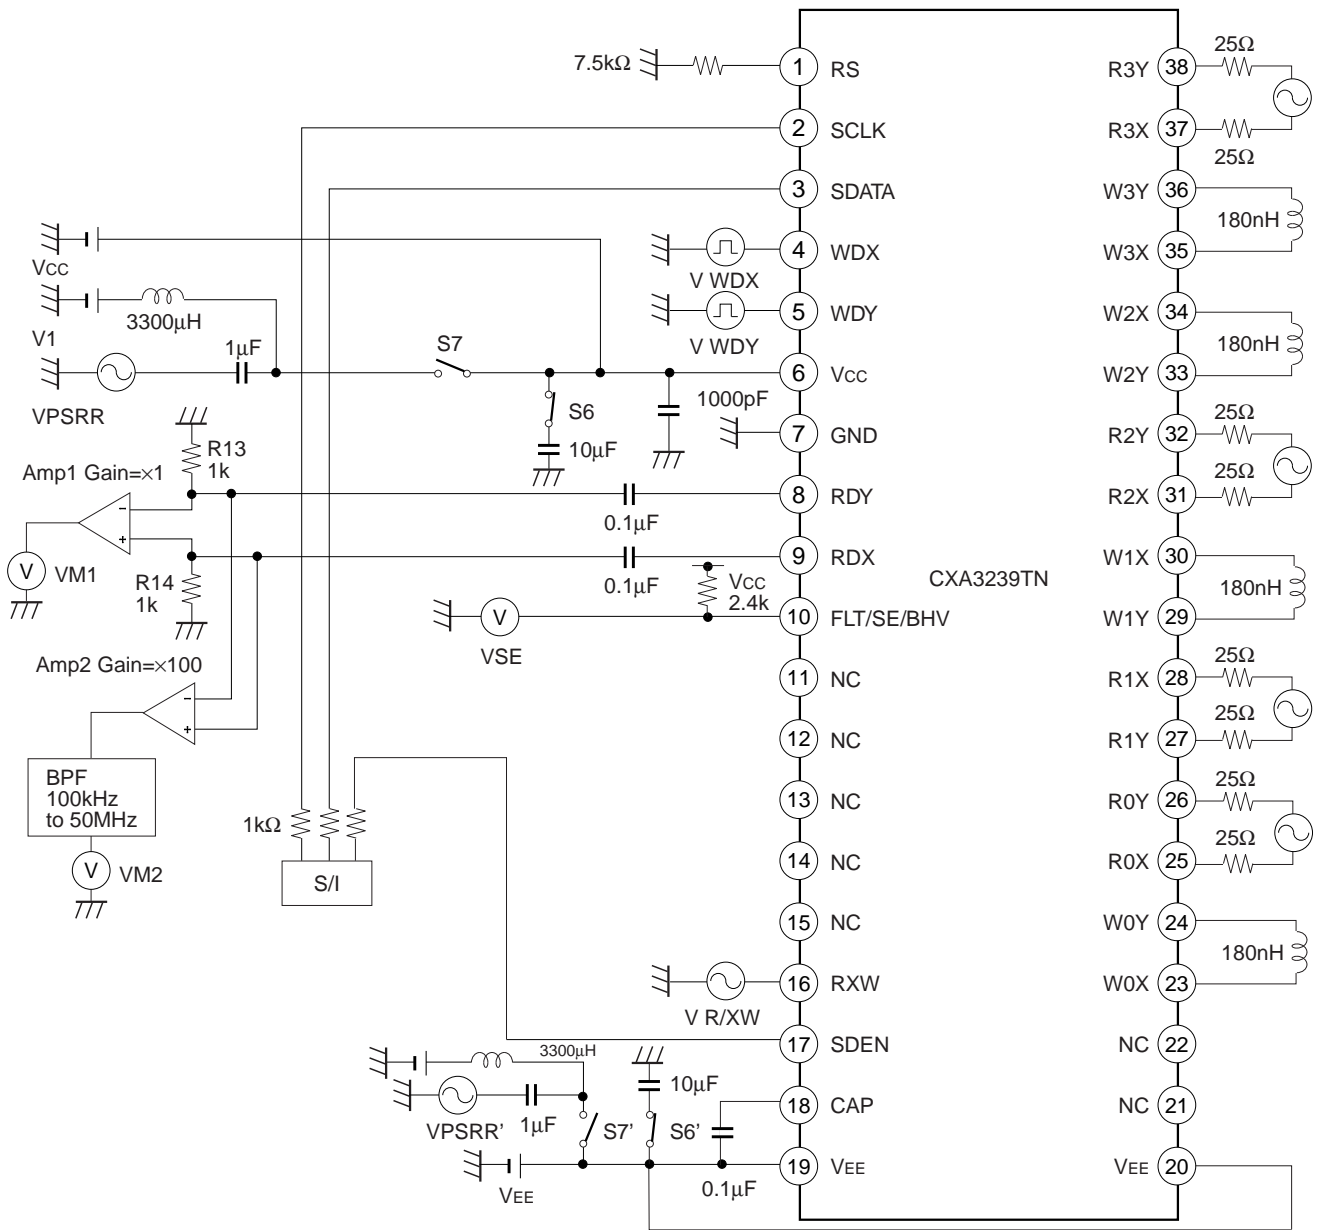 7.5kΩ
1 RS
2 SCLK
3 SDATA
4 WDX
V WDX
5 WDY
V WDY
6 VCC
7 GND
8 RDY
9 RDX
10 FLT/SE/BHV
11 NC
12 NC
13 NC
14 NC
15 NC
16 RXW
V R/XW
17 SDEN
18 CAP
19 VEE
VCC
3300μH
V1
1μF
VPSRR
S7
S6
10μF
1000pF
R13
1k
Amp1 Gain=×1
-
+
V
VM1
R14
1k
0.1μF
0.1μF
VCC
2.4k
V
VSE
Amp2 Gain=×100
-
+
BPF
100kHz
to 50MHz
V
VM2
1kΩ
S/I
3300μH
VPSRR'
1μF
S7'
10μF
S6'
0.1μF
VEE
CXA3239TN
R3Y 38
25Ω
R3X 37
25Ω
W3Y 36
180nH
W3X 35
W2X 34
180nH
W2Y 33
R2Y 32
25Ω
R2X 31
25Ω
W1X 30
180nH
W1Y 29
R1X 28
25Ω
R1Y 27
25Ω
R0Y 26
25Ω
R0X 25
25Ω
W0Y 24
180nH
W0X 23
NC 22
NC 21
VEE 20